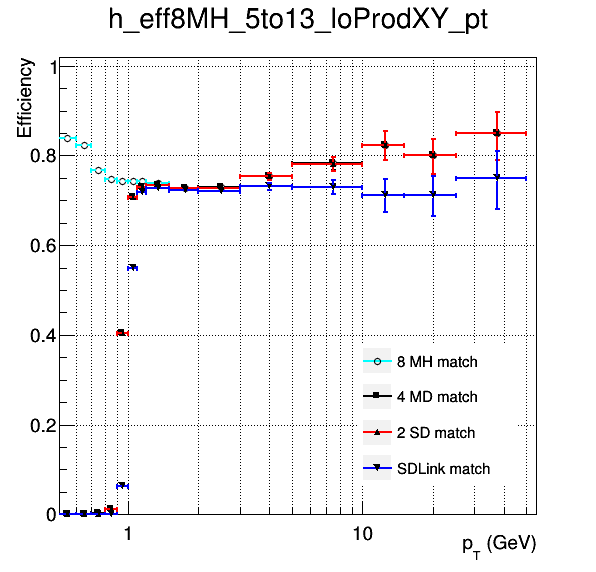 h_eff8MH_5to13_loProdXY_pt
Efficiency
1
0.8
0.6
0.4
0.2
0
8 MH match
4 MD match
2 SD match
SDLink match
1
10
p_T (GeV)